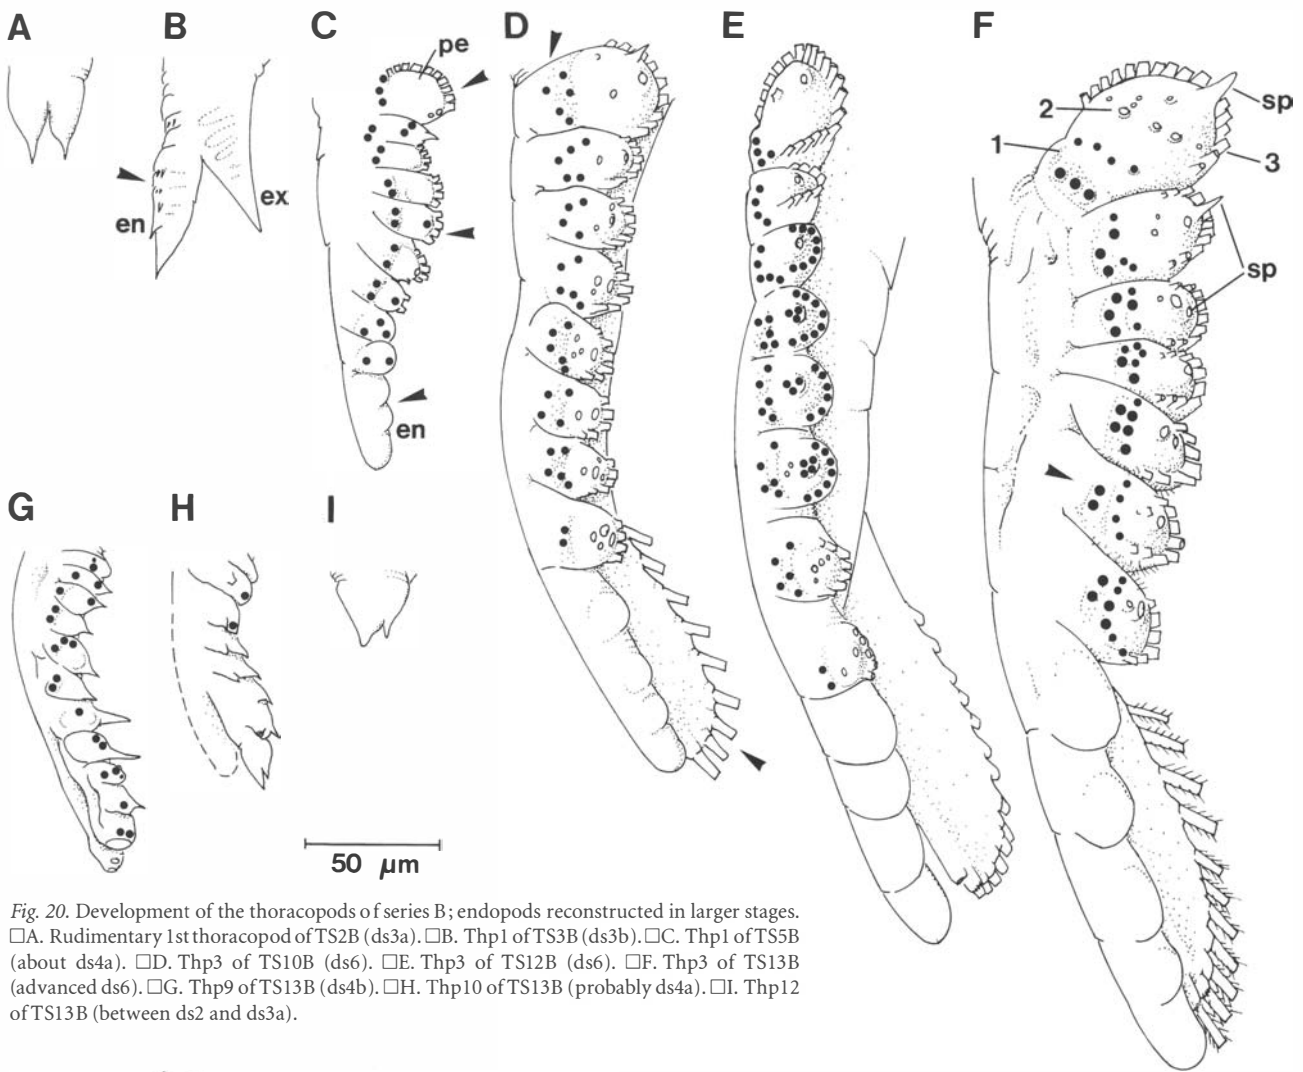 A
B
C
D
E
F
pe
en
ex
en
sp
2
1
3
sp
G
H
I
50 µm
Fig. 20. Development of the thoracopods of series B; endopods reconstructed in larger stages.
□A. Rudimentary 1st thoracopod of TS2B (ds3a). □B. Thp1 of TS3B (ds3b). □C. Thp1 of TS5B
(about ds4a). □D. Thp3 of TS10B (ds6). □E. Thp3 of TS12B (ds6). □F. Thp3 of TS13B
(advanced ds6). □G. Thp9 of TS13B (ds4b). □H. Thp10 of TS13B (probably ds4a). □I. Thp12
of TS13B (between ds2 and ds3a).